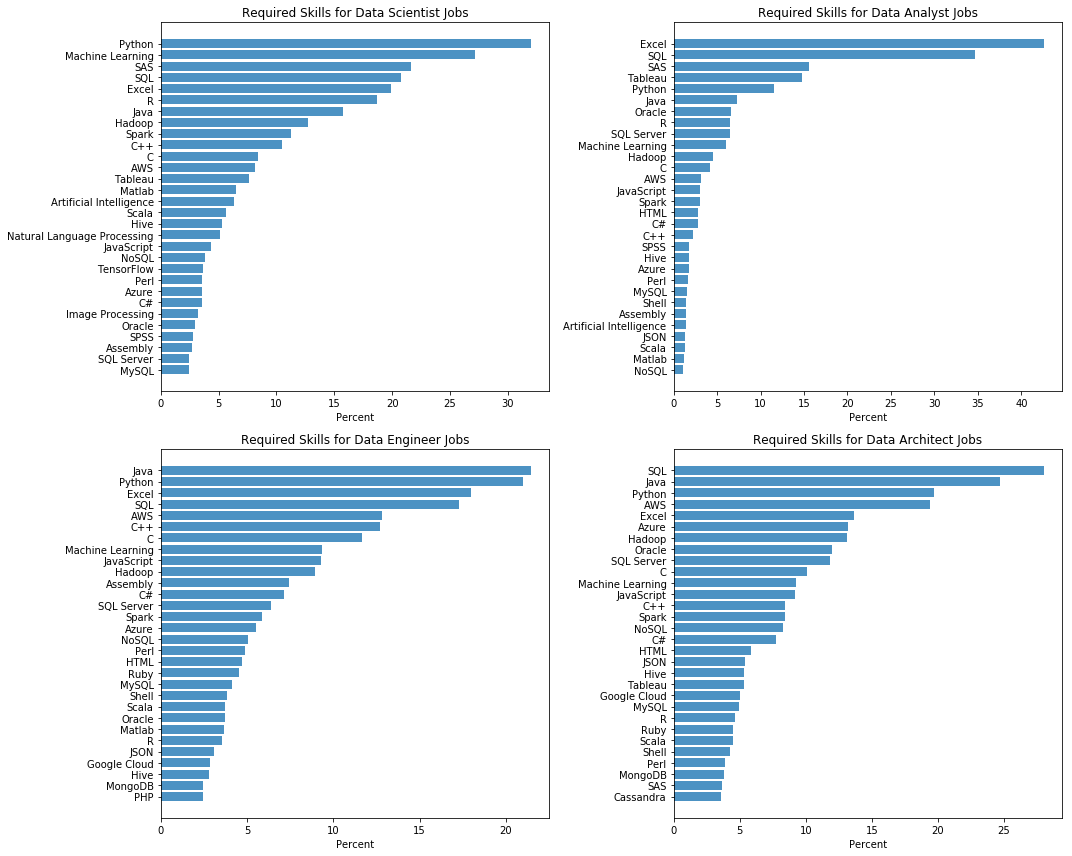 Required Skills for Data Scientist Jobs
Python
Machine Learning
SAS
SQL
Excel
R
Java
Hadoop
Spark
C++
C
AWS
Tableau
Matlab
Artificial Intelligence
Scala
Hive
Natural Language Processing
JavaScript
NoSQL
TensorFlow
Perl
Azure
C#
Image Processing
Oracle
SPSS
Assembly
SQL Server
MySQL
0 5 10 15 20 25 30
Percent
Required Skills for Data Analyst Jobs
Excel
SQL
SAS
Tableau
Python
Java
Oracle
R
SQL Server
Machine Learning
Hadoop
C
AWS
JavaScript
Spark
HTML
C#
C++
SPSS
Hive
Azure
Perl
MySQL
Shell
Assembly
Artificial Intelligence
JSON
Scala
Matlab
NoSQL
0 5 10 15 20 25 30 35 40
Percent
Required Skills for Data Engineer Jobs
Java
Python
Excel
SQL
AWS
C++
C
Machine Learning
JavaScript
Hadoop
Assembly
C#
SQL Server
Spark
Azure
NoSQL
Perl
HTML
Ruby
MySQL
Shell
Scala
Oracle
Matlab
R
JSON
Google Cloud
Hive
MongoDB
PHP
0 5 10 15 20
Percent
Required Skills for Data Architect Jobs
SQL
Java
Python
AWS
Excel
Azure
Hadoop
Oracle
SQL Server
C
Machine Learning
JavaScript
C++
Spark
NoSQL
C#
HTML
JSON
Hive
Tableau
Google Cloud
MySQL
R
Ruby
Scala
Shell
Perl
MongoDB
SAS
Cassandra
0 5 10 15 20 25
Percent